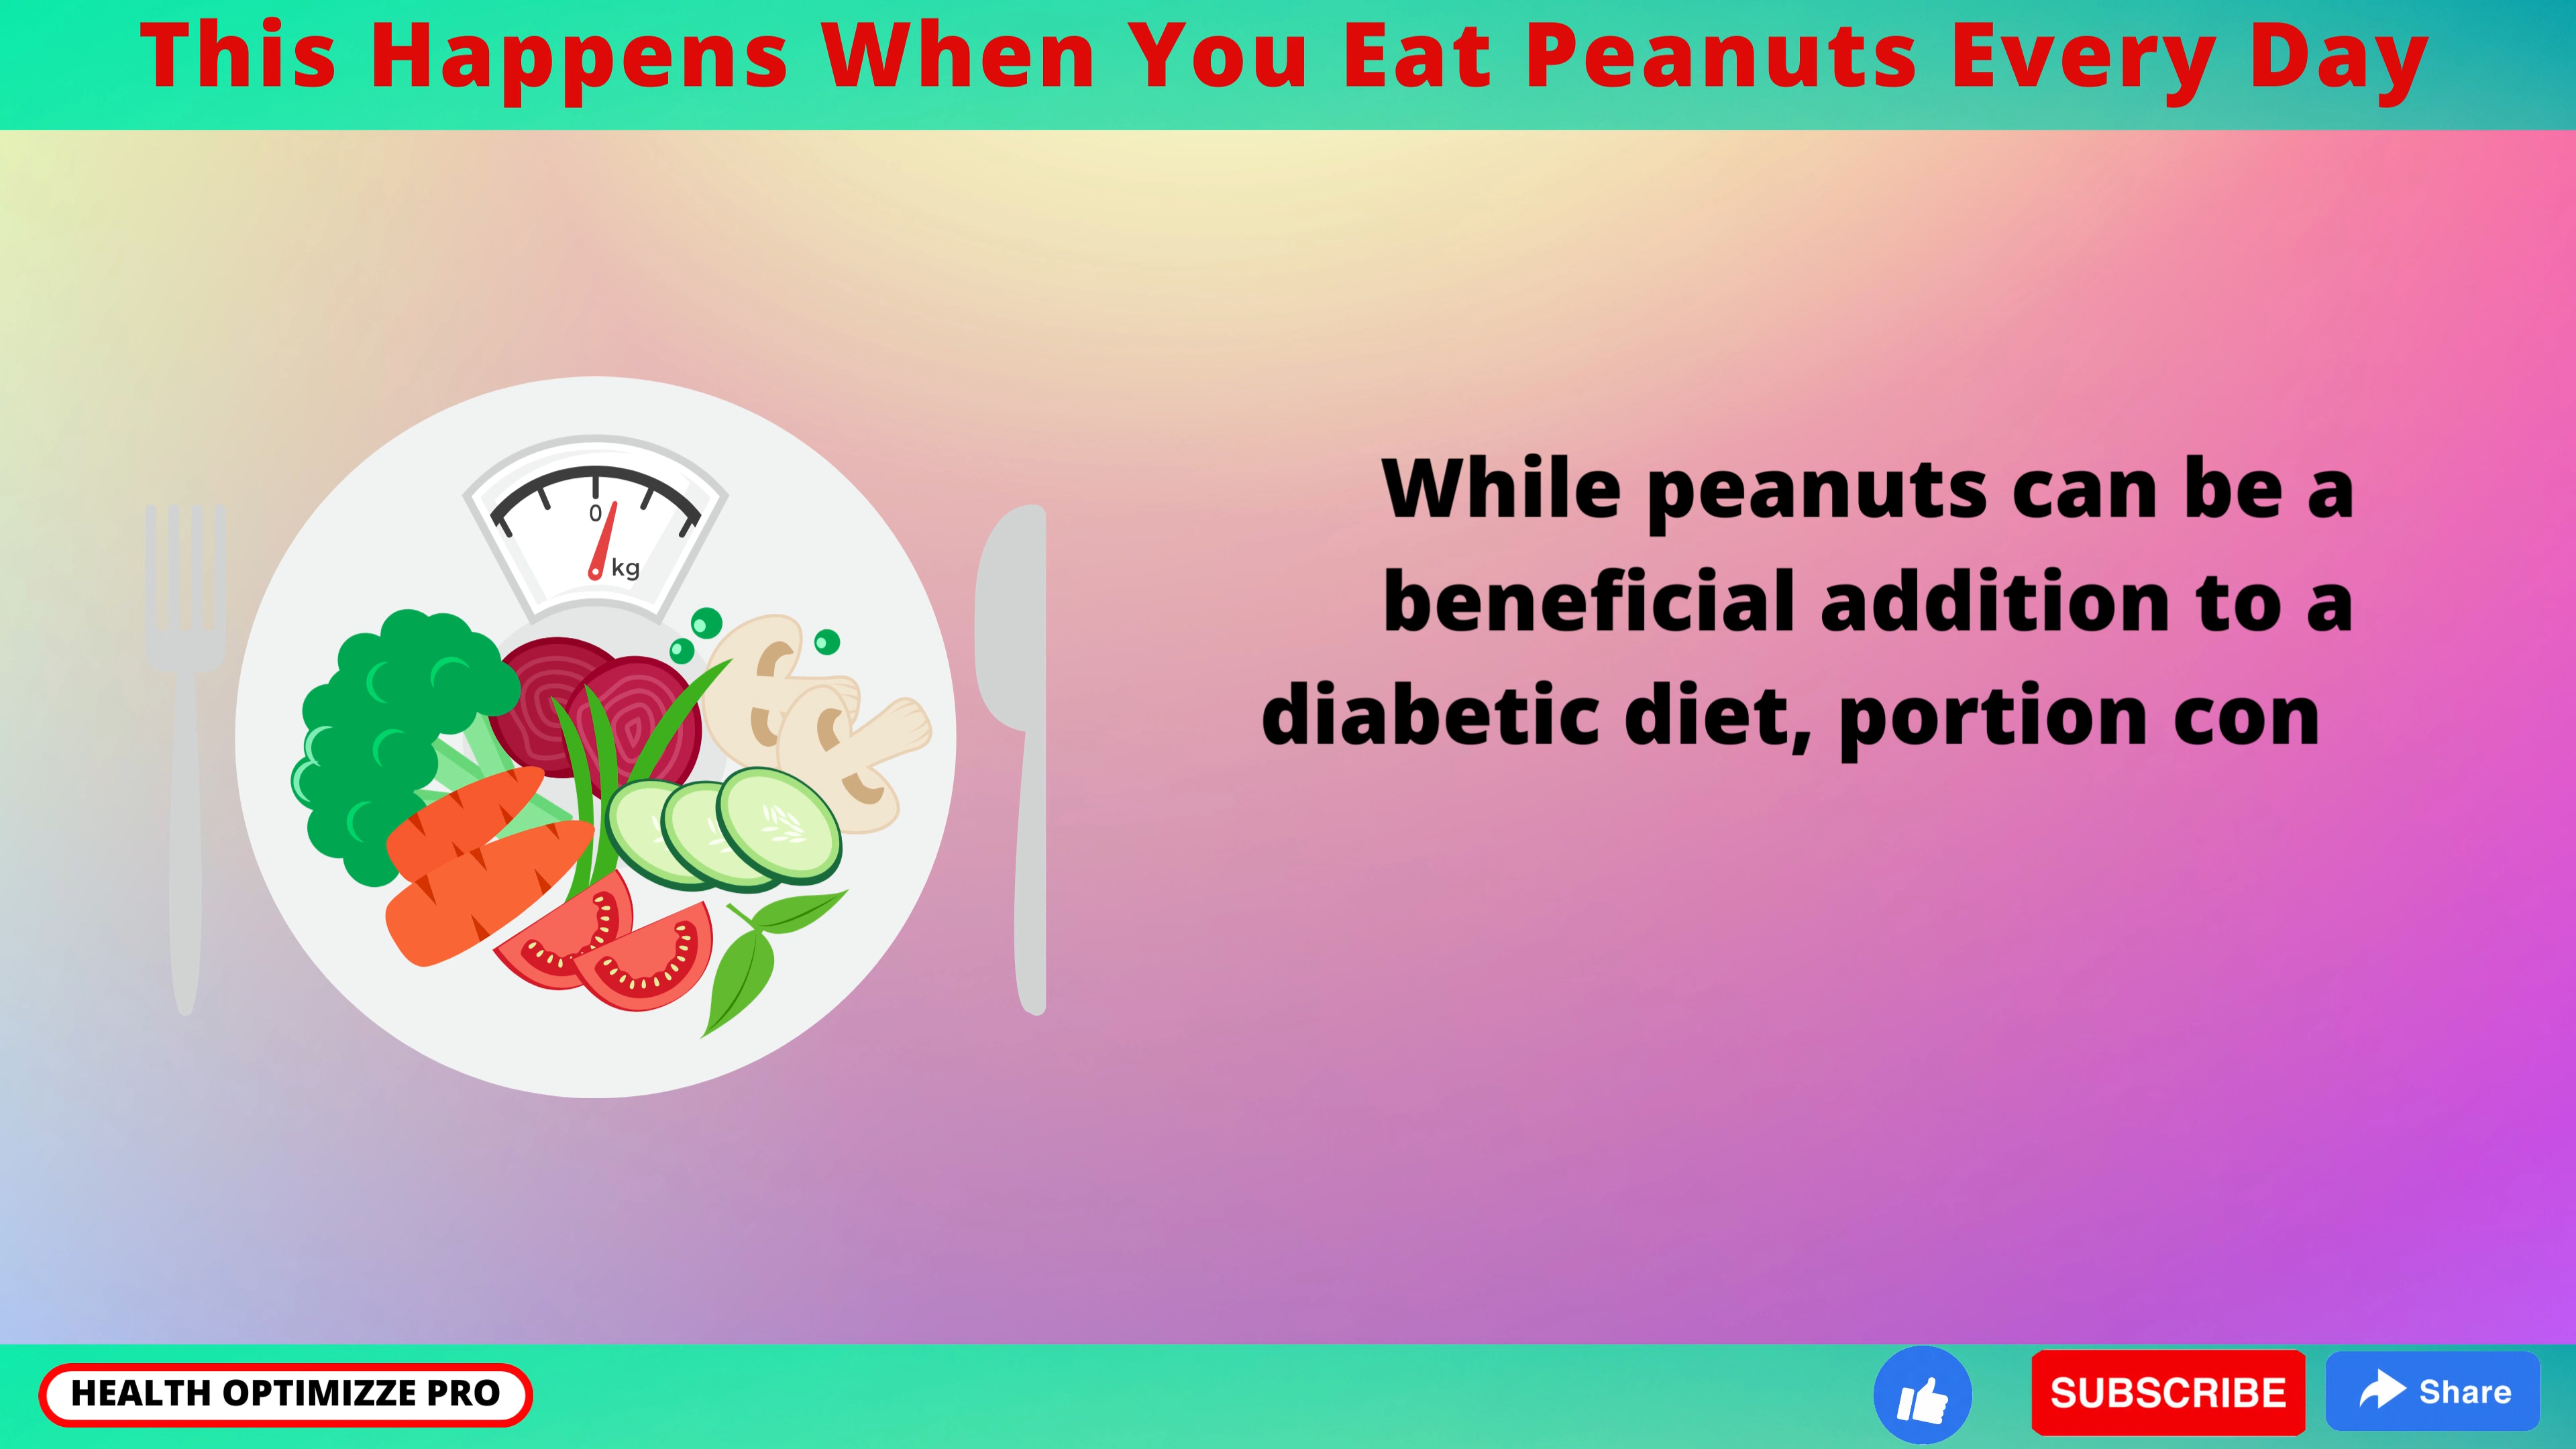 This Happens When You Eat Peanuts Every Day
0
kg
While peanuts can be a
beneficial addition to a
diabetic diet, portion con
HEALTH OPTIMIZZE PRO
SUBSCRIBE
Share